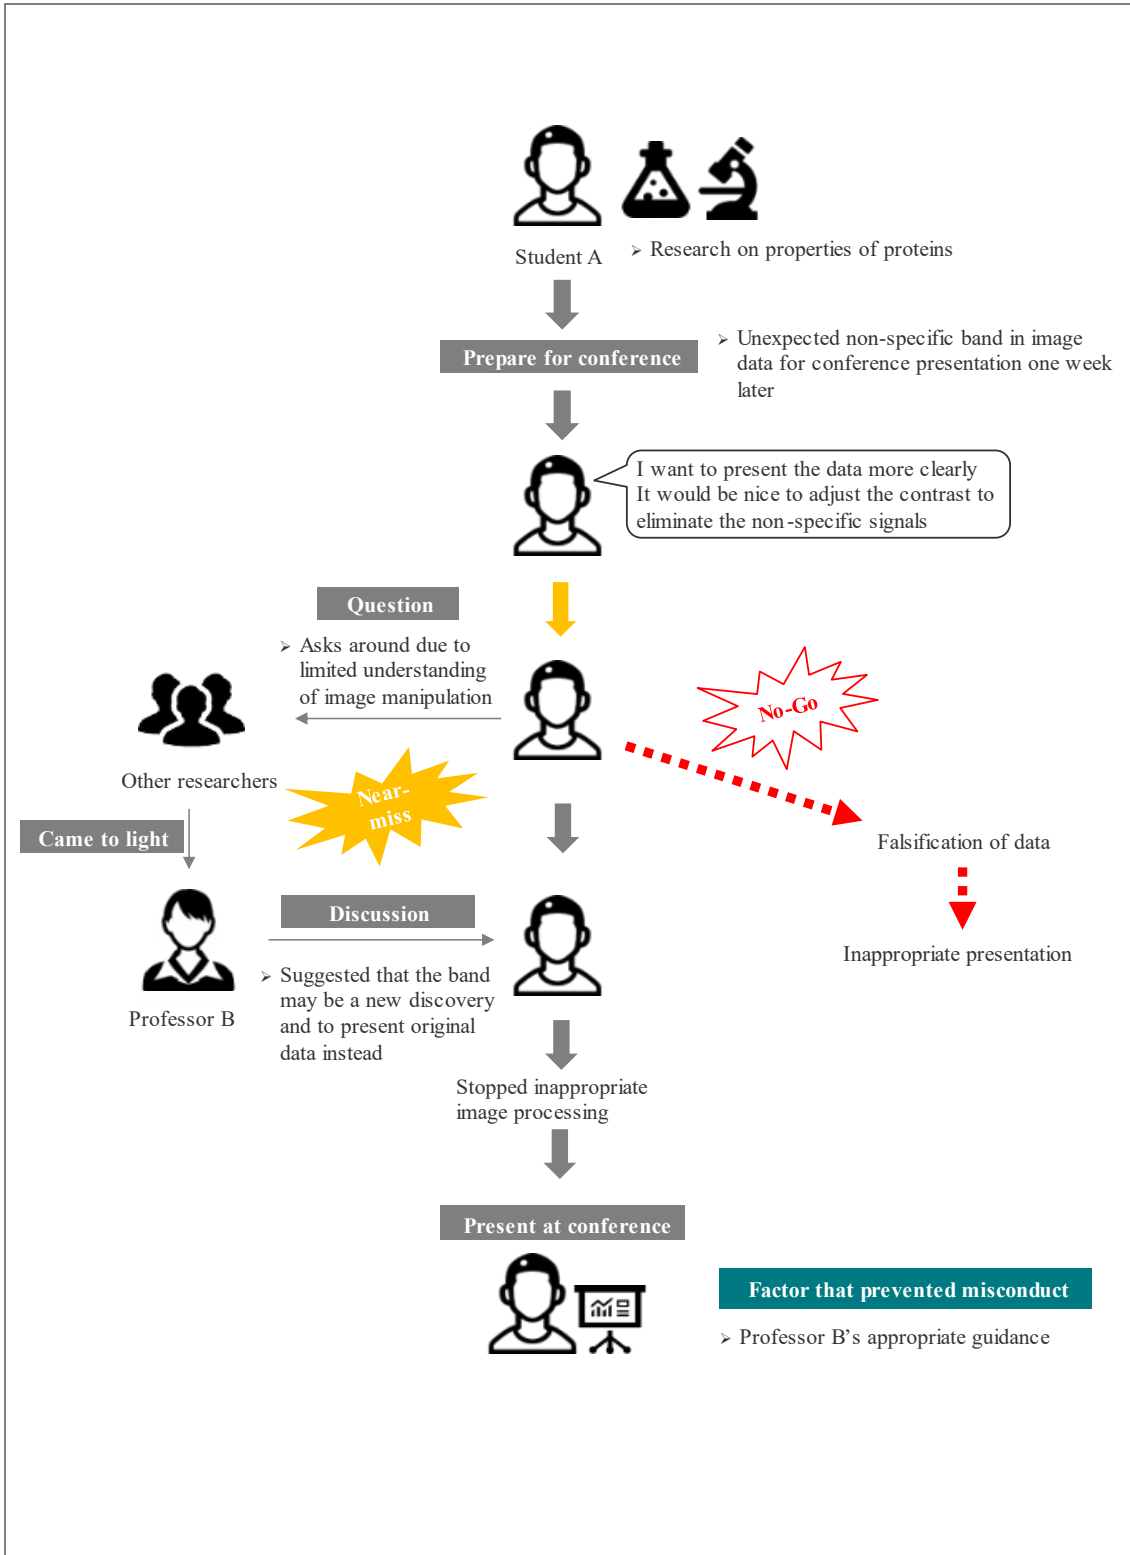 Student A
➢ Research on properties of proteins
Prepare for conference
➢ Unexpected non-specific band in image
data for conference presentation one week
later
I want to present the data more clearly
It would be nice to adjust the contrast to
eliminate the non-specific signals
Question
➢ Asks around due to
limited understanding
of image manipulation
No-Go
Other researchers
Near-
miss
Came to light
Falsification of data
Discussion
Inappropriate presentation
➢ Suggested that the band
may be a new discovery
and to present original
data instead
Professor B
Stopped inappropriate
image processing
Present at conference
Factor that prevented misconduct
➢ Professor B’s appropriate guidance